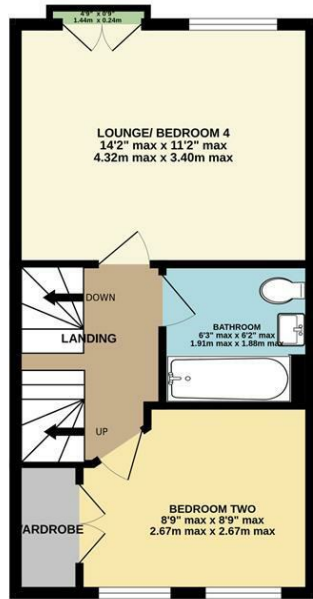 4'9" x 0'9"
1.44m x 0.24m
LOUNGE/ BEDROOM 4
14'2" max x 11'2" max
4.32m max x 3.40m max
DOWN
BATHROOM
6'3" max x 6'2" max
1.91m max x 1.88m max
LANDING
UP
BEDROOM TWO
8'9" max x 8'9" max
2.67m max x 2.67m max
WARDROBE